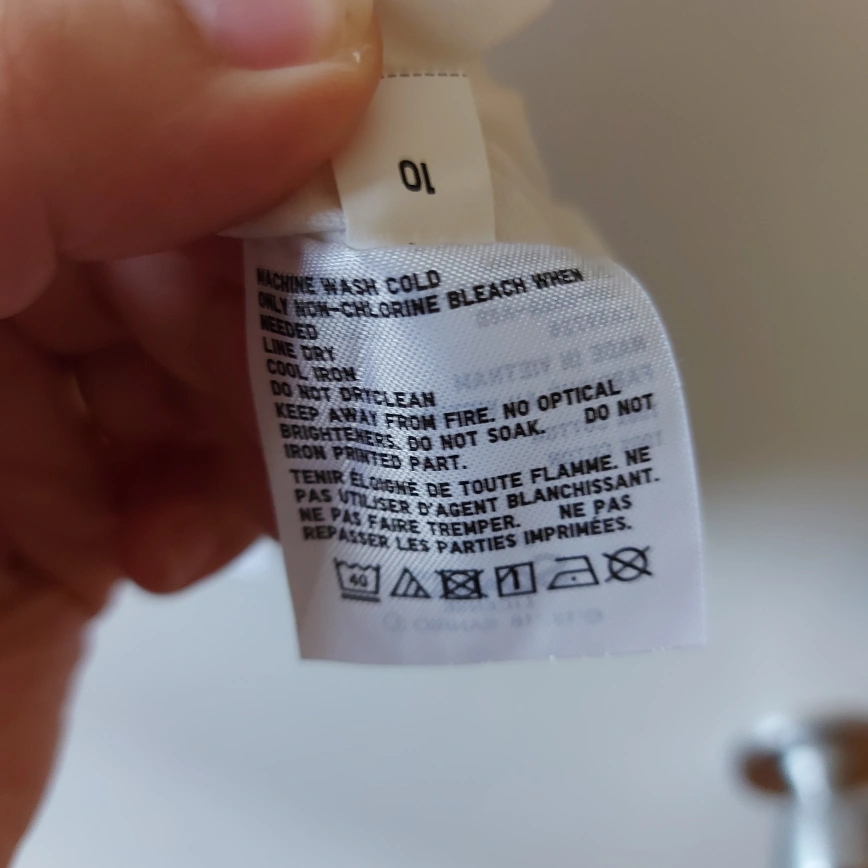 10
MACHINE WASH COLD
ONLY NON-CHLORINE BLEACH WHEN
NEEDED
LINE DRY
COOL IRON
DO NOT DRYCLEAN
KEEP AWAY FROM FIRE. NO OPTICAL
BRIGHTENERS. DO NOT SOAK. DO NOT
IRON PRINTED PART.
TENIR ÉLOIGNÉ DE TOUTE FLAMME. NE
PAS UTILISER D'AGENT BLANCHISSANT.
NE PAS FAIRE TREMPER. NE PAS
REPASSER LES PARTIES IMPRIMÉES.
40